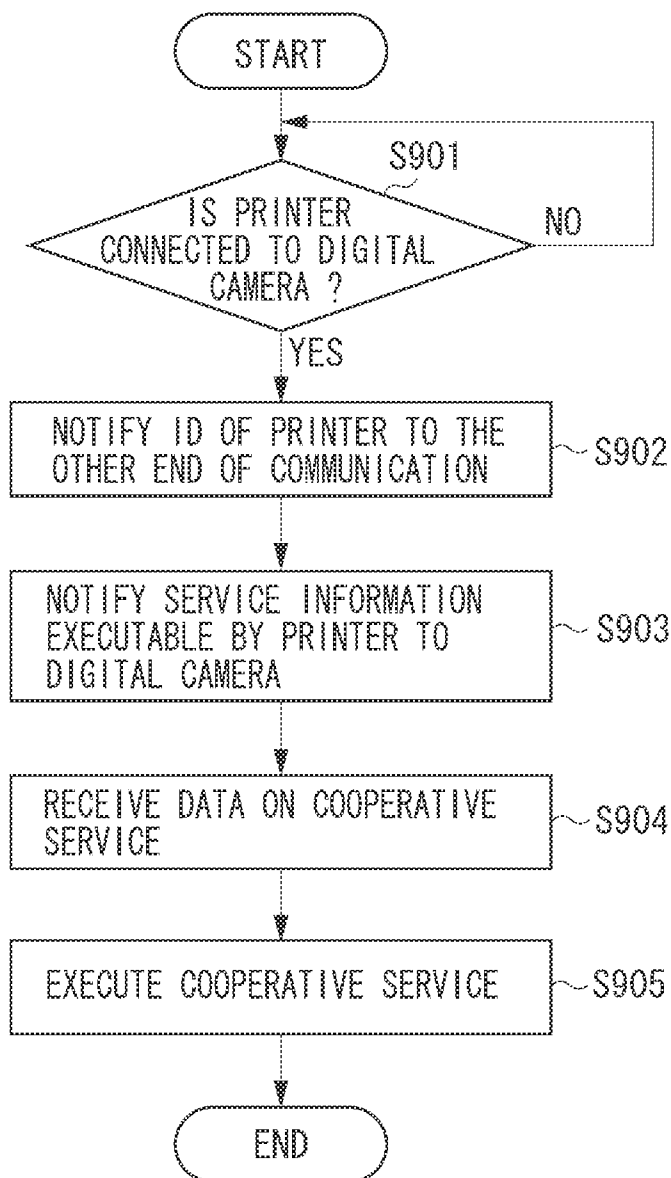 START
S901
IS PRINTER
CONNECTED TO DIGITAL
CAMERA ?
NO
YES
NOTIFY ID OF PRINTER TO THE
OTHER END OF COMMUNICATION
S902
NOTIFY SERVICE INFORMATION
EXECUTABLE BY PRINTER TO
DIGITAL CAMERA
S903
RECEIVE DATA ON COOPERATIVE
SERVICE
S904
EXECUTE COOPERATIVE SERVICE
S905
END